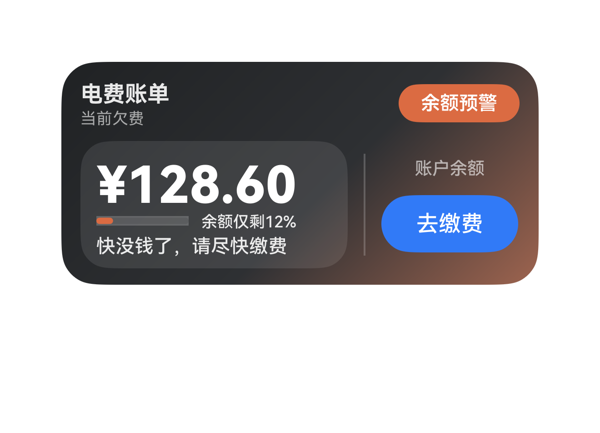 电费账单
当前欠费
余额预警
¥128.60
余额仅剩12%
快没钱了，请尽快缴费
账户余额
去缴费